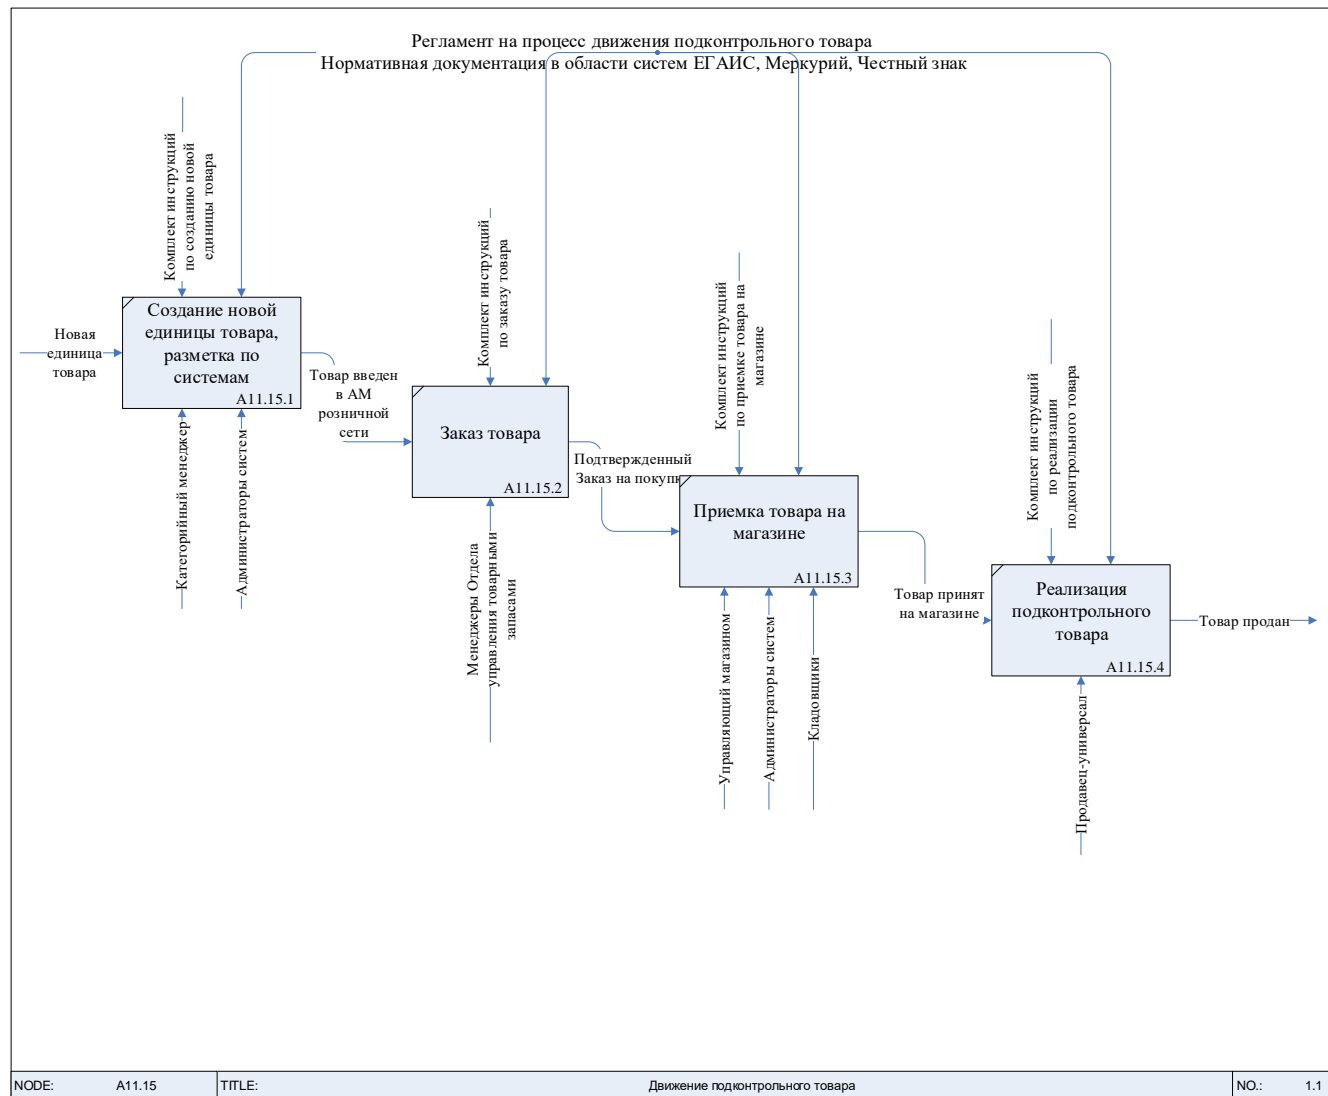 Регламент на процесс движения подконтрольного товара
Нормативная документация в области систем ЕГАИС, Меркурий, Честный знак
Комплект инструкций
по созданию новой
единицы товара
Новая
единица
товара
Создание новой
единицы товара,
разметка по
системам
A11.15.1
Категорийный менеджер
Администраторы систем
Товар введен
в АМ
розничной
сети
Комплект инструкций
по заказу товара
Заказ товара
A11.15.2
Менеджеры Отдела
управления товарными
запасами
Подтвержденный
Заказ на покупк
Комплект инструкций
по приемке товара на
магазине
Приемка товара на
магазине
A11.15.3
Управляющий магазином
Администраторы систем
Кладовщики
Товар принят
на магазине
Комплект инструкций
по реализации
подконтрольного товара
Реализация
подконтрольного
товара
A11.15.4
Продавец-универсал
Товар продан
NODE: A11.15 TITLE: Движение подконтрольного товара NO.: 1.1